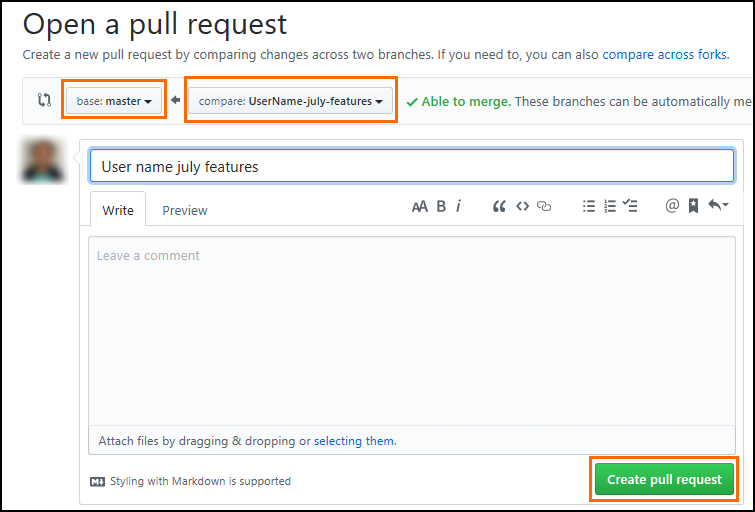 Open a pull request
Create a new pull request by comparing changes across two branches. If you need to, you can also compare across forks.
base: master compare: UserName-july-features Able to merge. These branches can be automatically me
User name july features
Write Preview AA B i
Leave a comment
Attach files by dragging & dropping or selecting them.
Styling with Markdown is supported Create pull request